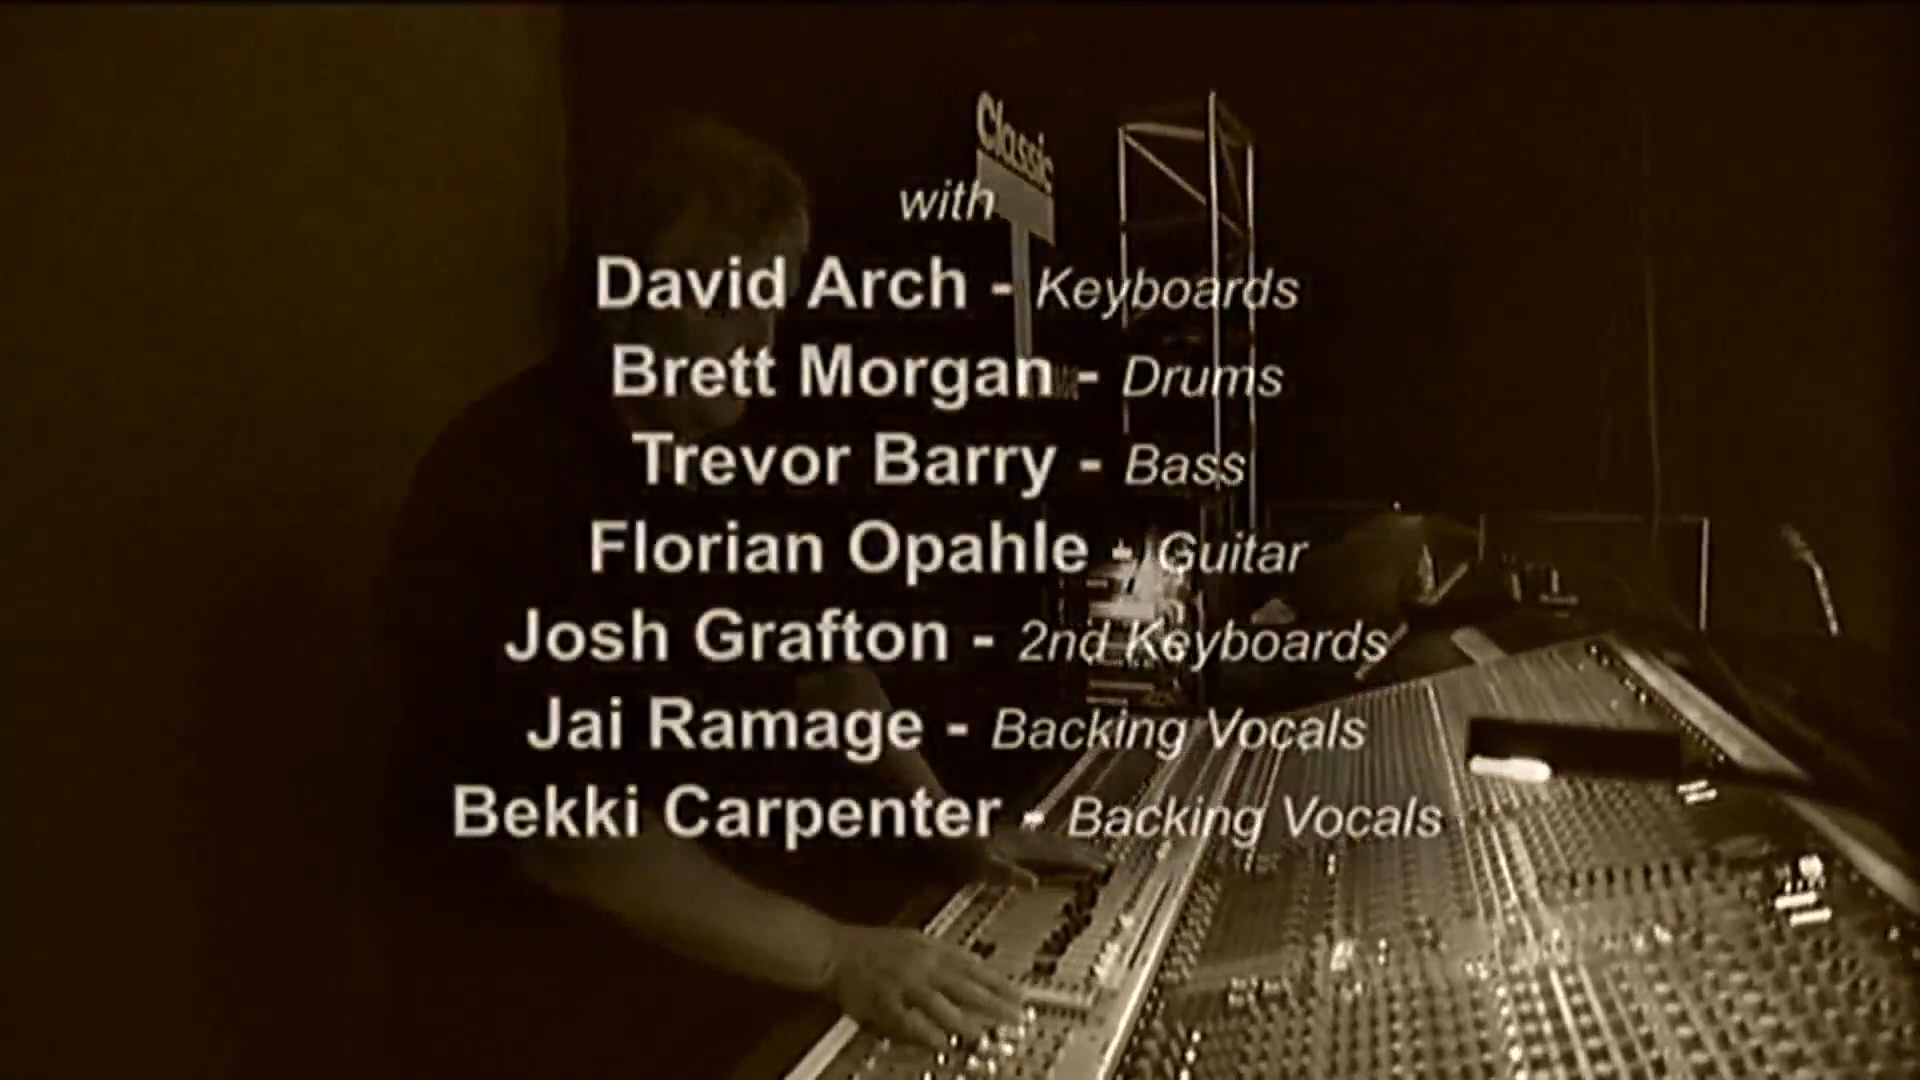 Classic
with
David Arch - Keyboards
Brett Morgan - Drums
Trevor Barry - Bass
Florian Opahle - Guitar
Josh Grafton - 2nd Keyboards
Jai Ramage - Backing Vocals
Bekki Carpenter - Backing Vocals